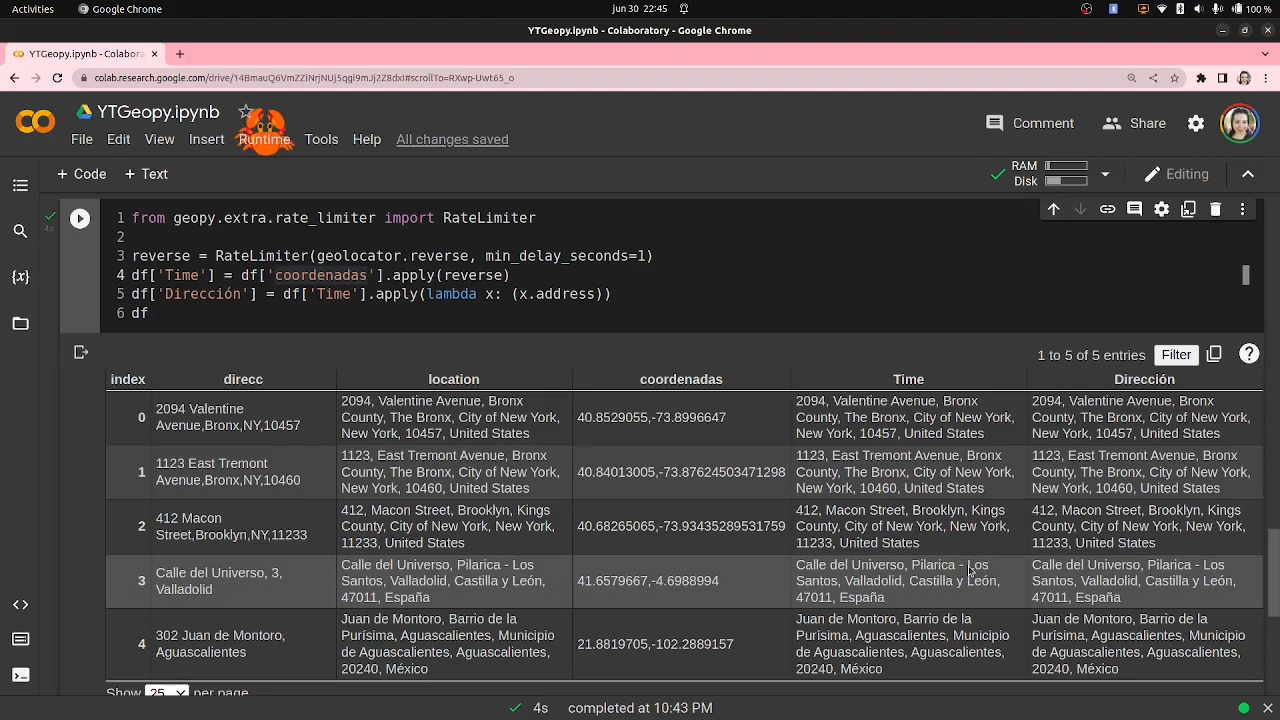 Activities
Google Chrome
jun 30 22:45
100 %
YTGeopy.ipynb - Colaboratory - Google Chrome
YTGeopy.ipynb - Colabora
colab.research.google.com/drive/14BmauQ6VmZZiNrjNUj5qgi9mJj2Z8dxI#scrollTo=RXwp-Uwt65_o
YTGeopy.ipynb
Comment
Share
File Edit View Insert Runtime Tools Help All changes saved
+ Code + Text
RAM
Disk
Editing
4s
1 from geopy.extra.rate_limiter import RateLimiter
2
3 reverse = RateLimiter(geolocator.reverse, min_delay_seconds=1)
4 df['Time'] = df['coordenadas'].apply(reverse)
5 df['Dirección'] = df['Time'].apply(lambda x: (x.address))
6 df
{x}
1 to 5 of 5 entries
Filter
index direcc location coordenadas Time Dirección
0
2094 Valentine
Avenue,Bronx,NY,10457
2094, Valentine Avenue, Bronx
County, The Bronx, City of New York,
New York, 10457, United States
40.8529055,-73.8996647
2094, Valentine Avenue, Bronx
County, The Bronx, City of New York,
New York, 10457, United States
2094, Valentine Avenue, Bronx
County, The Bronx, City of New York,
New York, 10457, United States
1
1123 East Tremont
Avenue,Bronx,NY,10460
1123, East Tremont Avenue, Bronx
County, The Bronx, City of New York,
New York, 10460, United States
40.84013005,-73.87624503471298
1123, East Tremont Avenue, Bronx
County, The Bronx, City of New York,
New York, 10460, United States
1123, East Tremont Avenue, Bronx
County, The Bronx, City of New York,
New York, 10460, United States
2
412 Macon
Street,Brooklyn,NY,11233
412, Macon Street, Brooklyn, Kings
County, City of New York, New York,
11233, United States
40.68265065,-73.93435289531759
412, Macon Street, Brooklyn, Kings
County, City of New York, New York,
11233, United States
412, Macon Street, Brooklyn, Kings
County, City of New York, New York,
11233, United States
3
Calle del Universo, 3,
Valladolid
Calle del Universo, Pilarica - Los
Santos, Valladolid, Castilla y León,
47011, España
41.6579667,-4.6988994
Calle del Universo, Pilarica - Los
Santos, Valladolid, Castilla y León,
47011, España
Calle del Universo, Pilarica - Los
Santos, Valladolid, Castilla y León,
47011, España
4
302 Juan de Montoro,
Aguascalientes
Juan de Montoro, Barrio de la
Purísima, Aguascalientes, Municipio
de Aguascalientes, Aguascalientes,
20240, México
21.8819705,-102.2889157
Juan de Montoro, Barrio de la
Purísima, Aguascalientes, Municipio
de Aguascalientes, Aguascalientes,
20240, México
Juan de Montoro, Barrio de la
Purísima, Aguascalientes, Municipio
de Aguascalientes, Aguascalientes,
20240, México
Show 25 per page
4s completed at 10:43 PM